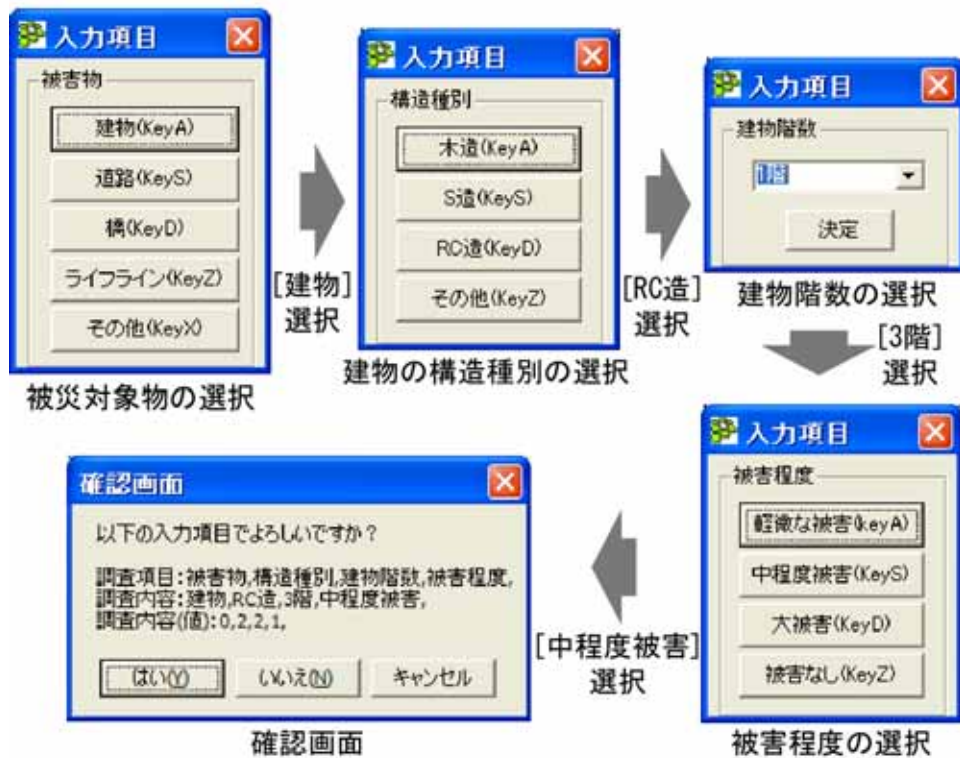 入力項目
被害物
建物(KeyA)
道路(KeyS)
橋(KeyD)
ライフライン(KeyZ)
その他(KeyX)
被災対象物の選択
[建物]
選択
入力項目
構造種別
木造(KeyA)
S造(KeyS)
RC造(KeyD)
その他(KeyZ)
建物の構造種別の選択
[RC造]
選択
入力項目
建物階数
1階
決定
建物階数の選択
[3階]
選択
入力項目
被害程度
軽微な被害(keyA)
中程度被害(KeyS)
大被害(KeyD)
被害なし(KeyZ)
被害程度の選択
[中程度被害]
選択
確認画面
以下の入力項目でよろしいですか?
調査項目:被害物,構造種別,建物階数,被害程度,
調査内容:建物,RC造,3階,中程度被害,
調査内容(値):0,2,2,1,
はい(Y)
いいえ(N)
キャンセル
確認画面